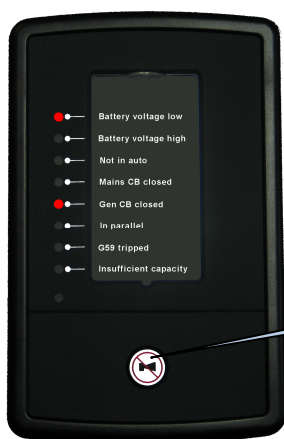 Battery voltage low
Battery voltage high
Not in auto
Mains CB closed
Gen CB closed
In parallel
G59 tripped
Insufficient capacity